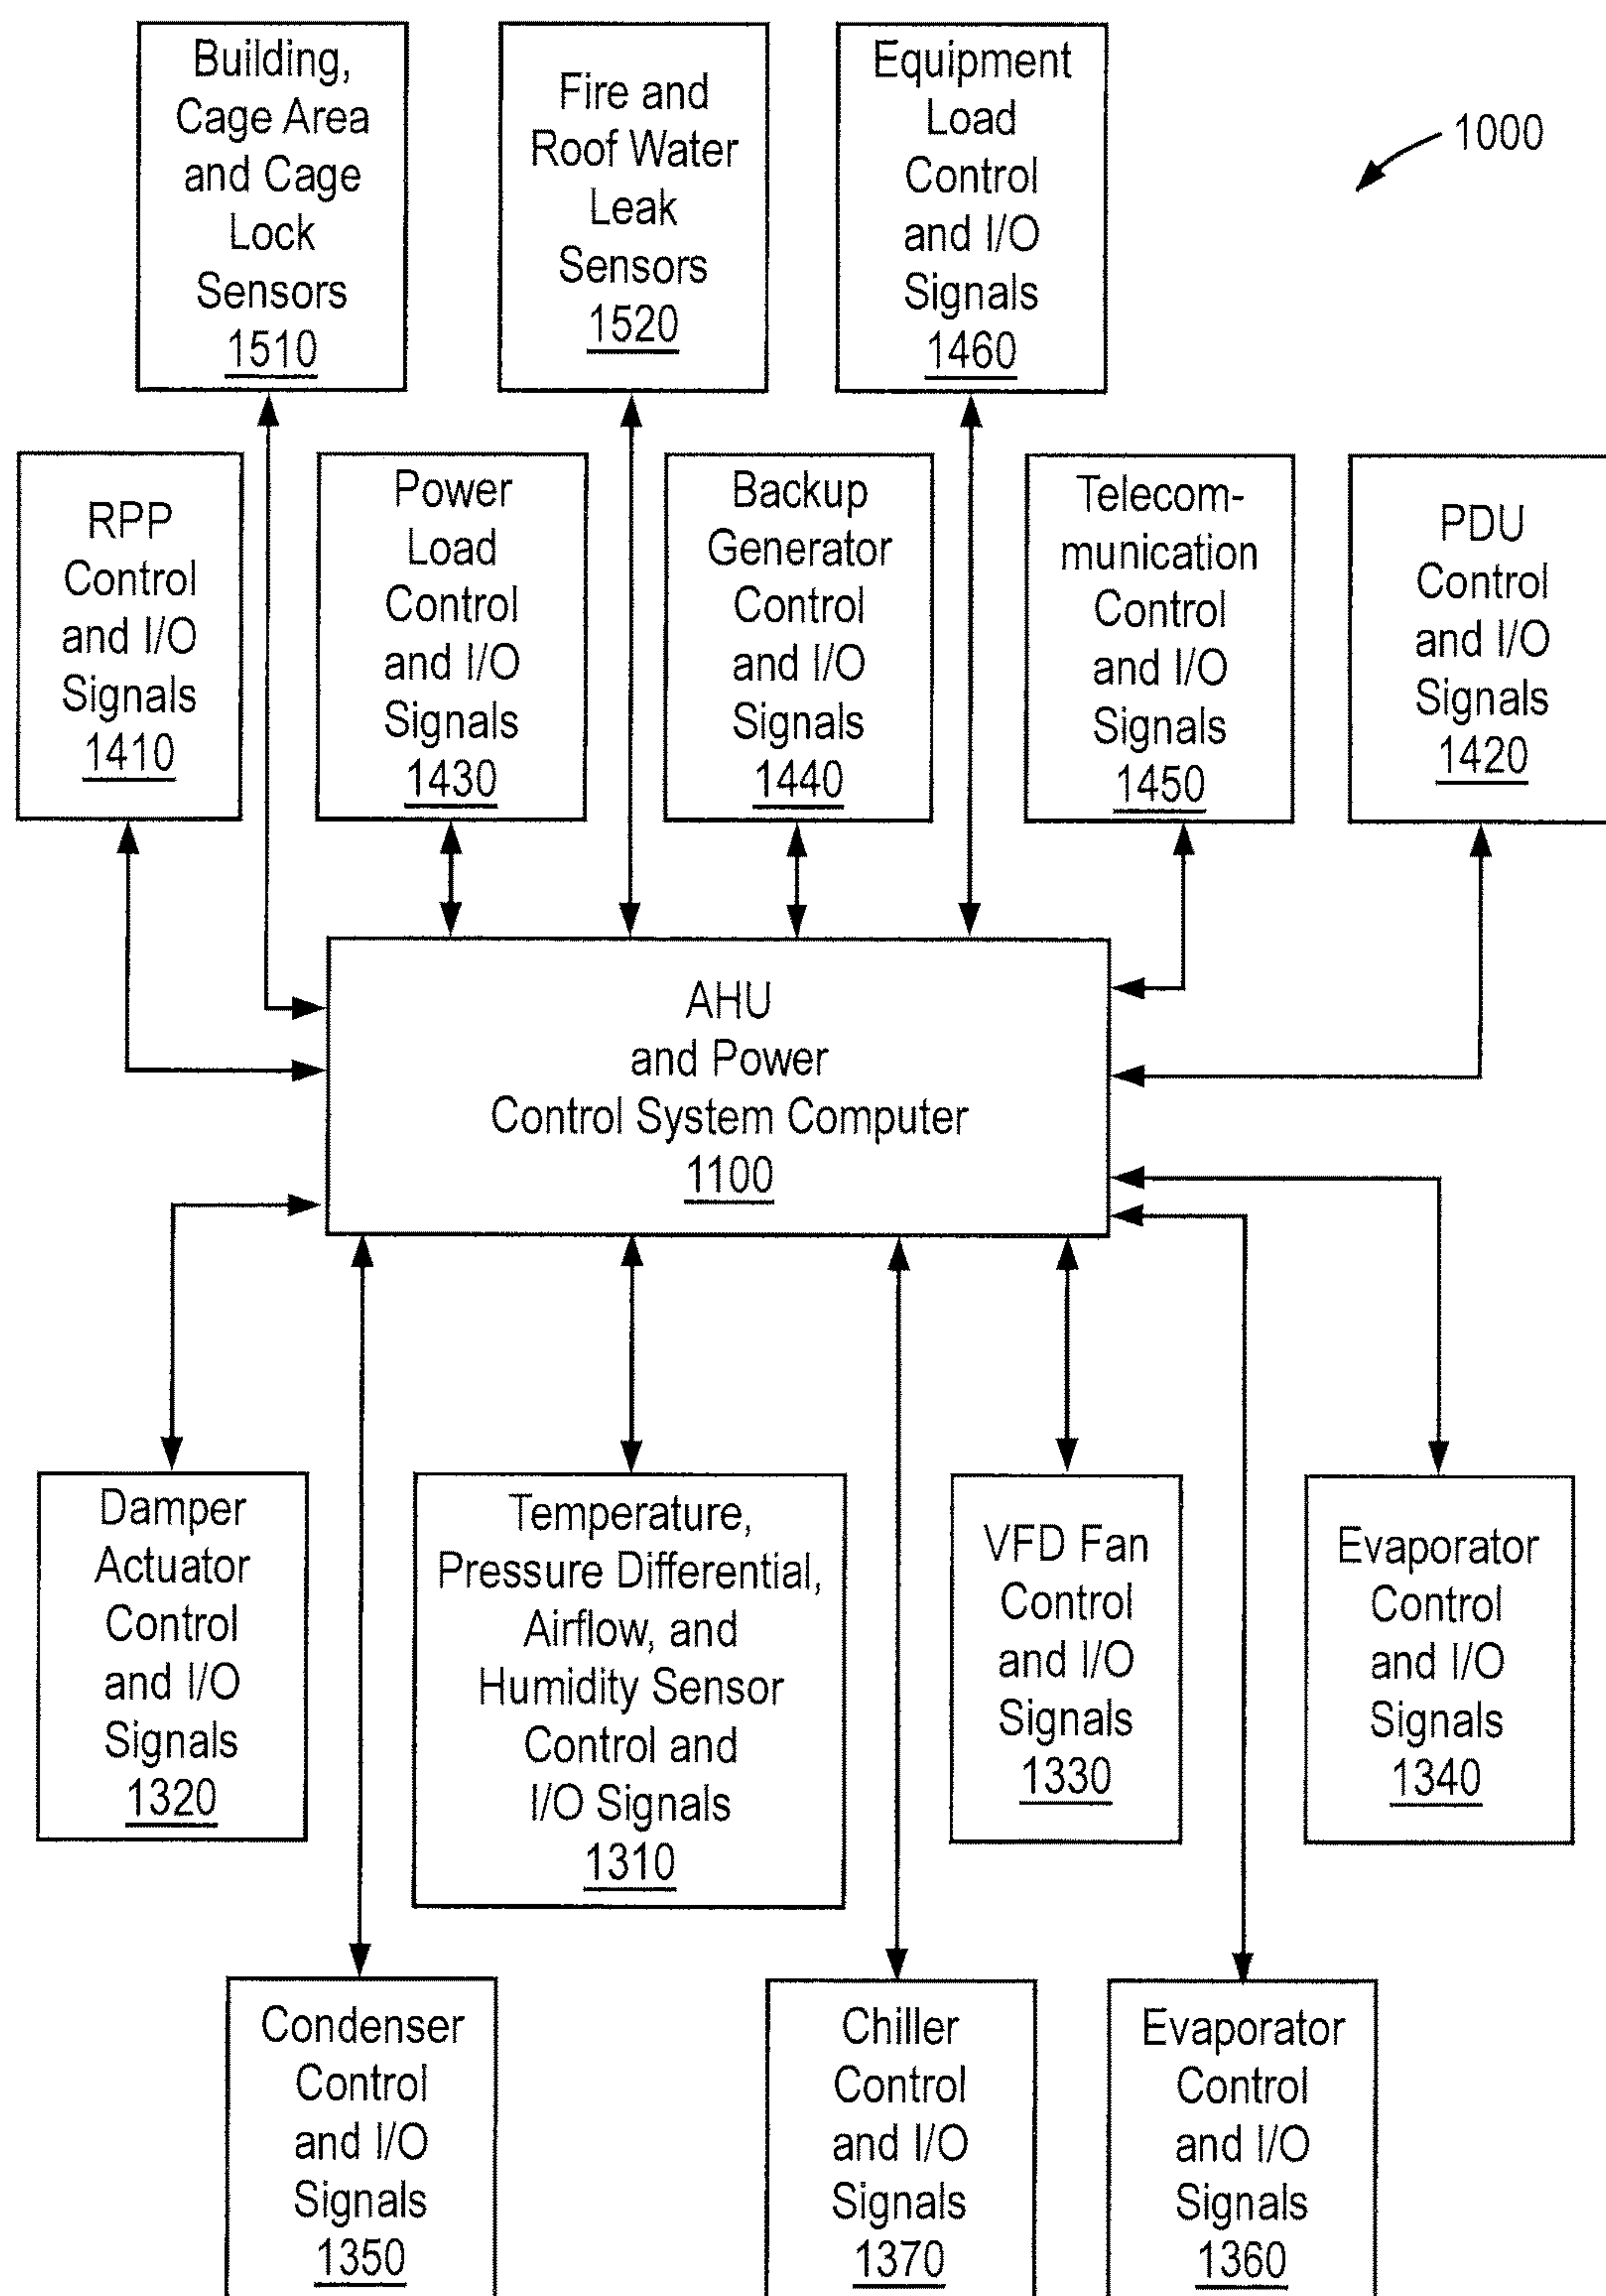 Building,
Cage Area
and Cage
Lock
Sensors
1510
Fire and
Roof Water
Leak
Sensors
1520
Equipment
Load
Control
and I/O
Signals
1460
1000
RPP
Control
and I/O
Signals
1410
Power
Load
Control
and I/O
Signals
1430
Backup
Generator
Control
and I/O
Signals
1440
Telecom-
munication
Control
and I/O
Signals
1450
PDU
Control
and I/O
Signals
1420
AHU
and Power
Control System Computer
1100
Damper
Actuator
Control
and I/O
Signals
1320
Temperature,
Pressure Differential,
Airflow, and
Humidity Sensor
Control and
I/O Signals
1310
VFD Fan
Control
and I/O
Signals
1330
Evaporator
Control
and I/O
Signals
1340
Condenser
Control
and I/O
Signals
1350
Chiller
Control
and I/O
Signals
1370
Evaporator
Control
and I/O
Signals
1360